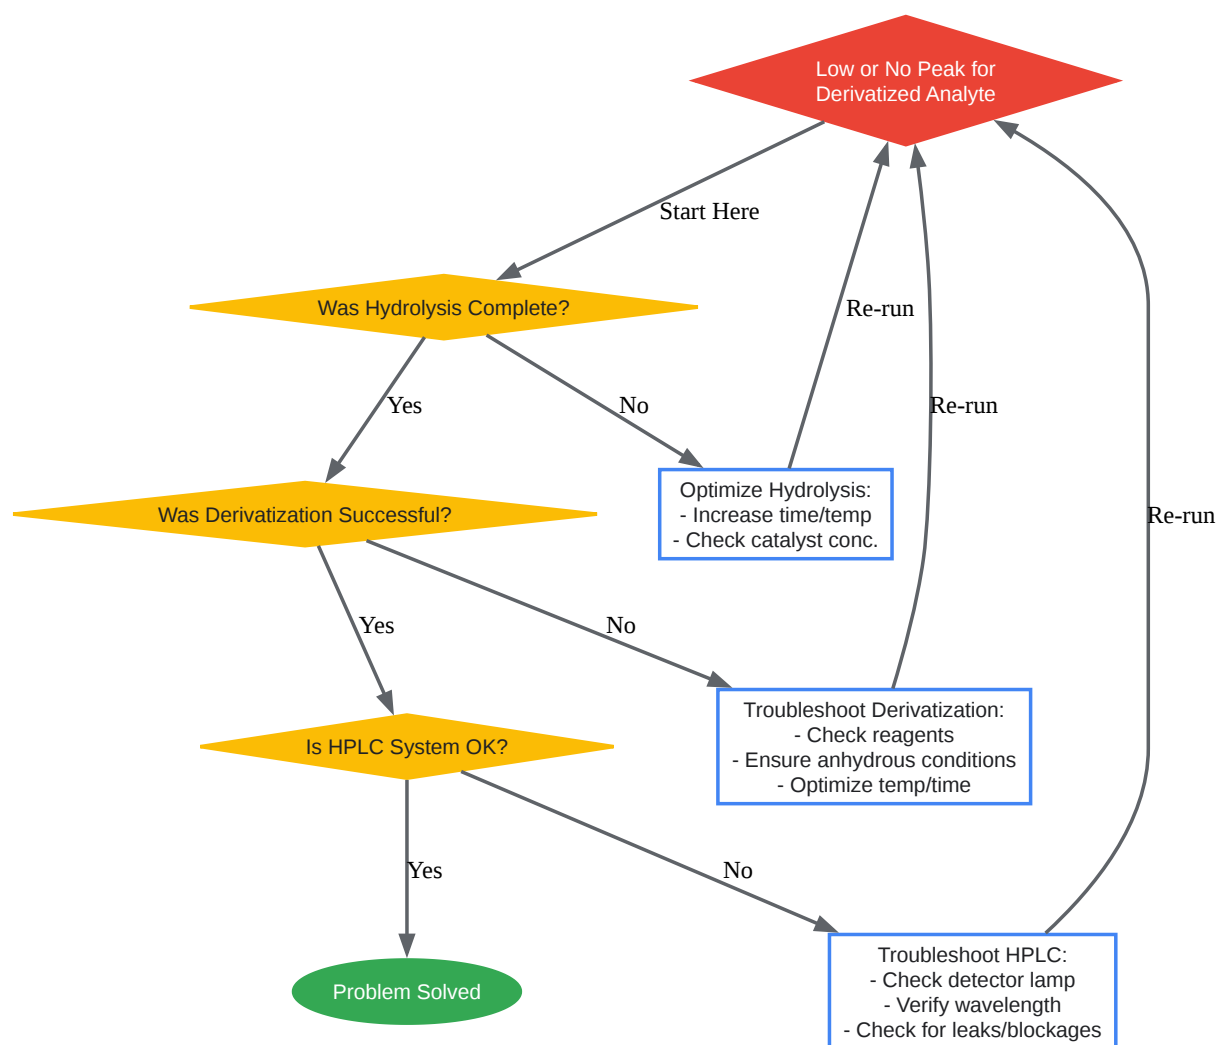 Low or No Peak for
Derivatized Analyte
Start Here
Was Hydrolysis Complete?
Re-run
Yes
No
Re-run
Optimize Hydrolysis:
- Increase time/temp
- Check catalyst conc.
Was Derivatization Successful?
Re-run
Yes
No
Troubleshoot Derivatization:
- Check reagents
- Ensure anhydrous conditions
- Optimize temp/time
Is HPLC System OK?
Yes
No
Troubleshoot HPLC:
- Check detector lamp
- Verify wavelength
- Check for leaks/blockages
Problem Solved